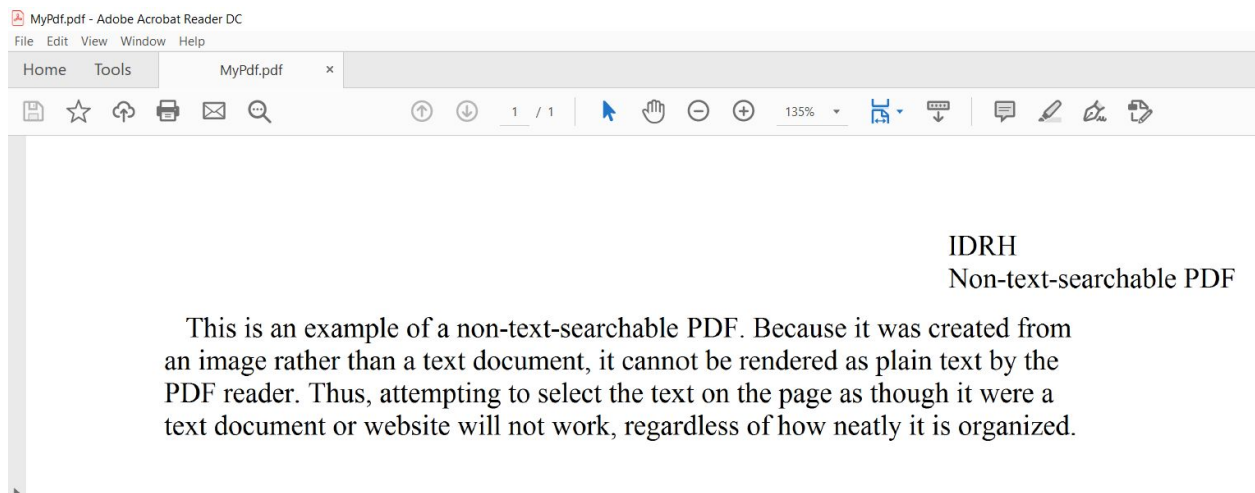 MyPdf.pdf - Adobe Acrobat Reader DC
File Edit View Window Help
Home Tools MyPdf.pdf ×
1 / 1 135%
IDRH
Non-text-searchable PDF
This is an example of a non-text-searchable PDF. Because it was created from
an image rather than a text document, it cannot be rendered as plain text by the
PDF reader. Thus, attempting to select the text on the page as though it were a
text document or website will not work, regardless of how neatly it is organized.